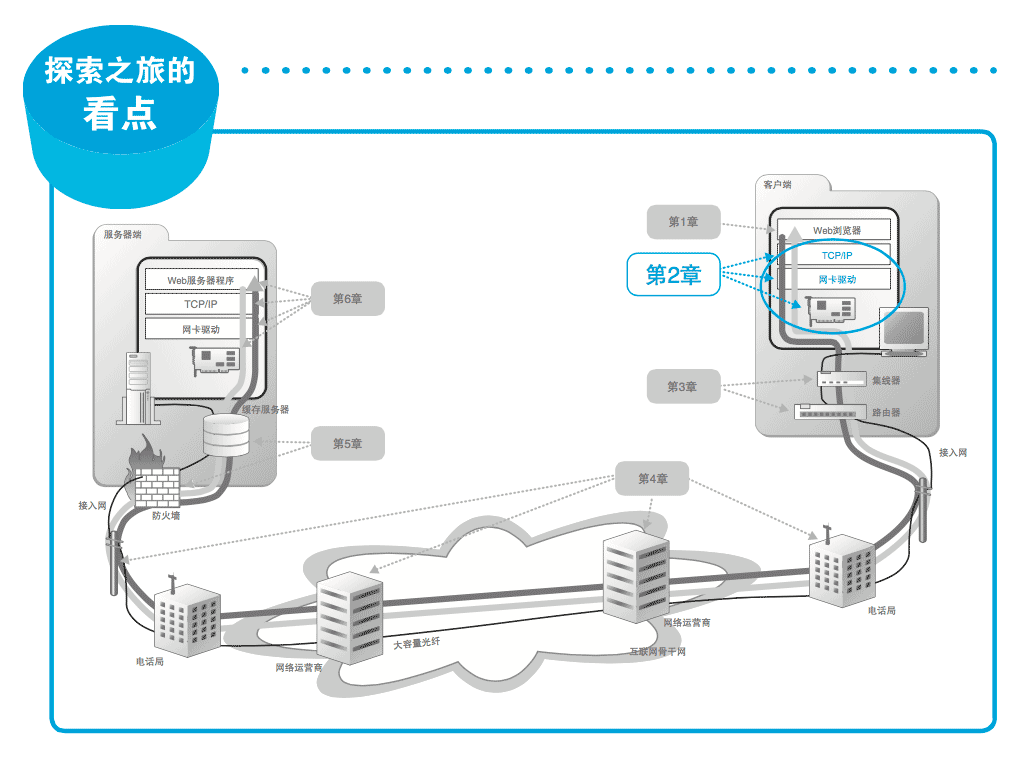 探索之旅的
看点
客户端
第1章
Web浏览器
TCP/IP
网卡驱动
第2章
服务器端
Web服务器程序
TCP/IP
网卡驱动
第6章
第3章
集线器
路由器
缓存服务器
第5章
接入网
第4章
接入网
防火墙
电话局
网络运营商
大容量光纤
网络运营商
互联网骨干网
电话局